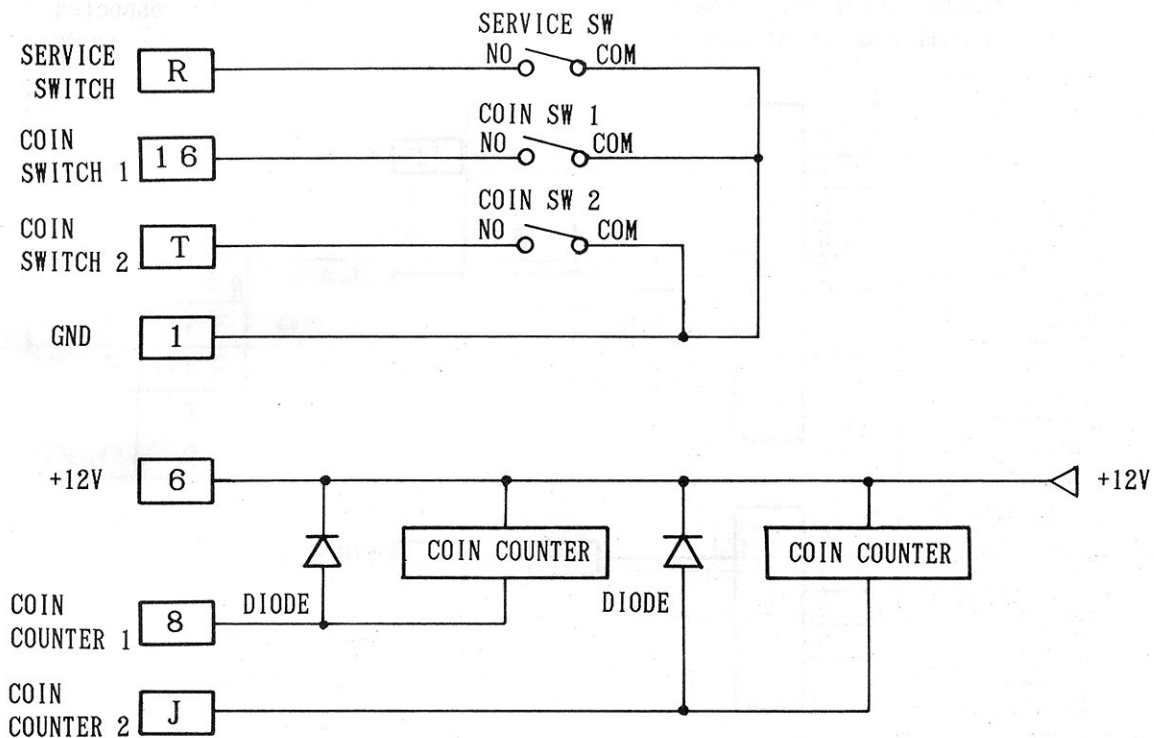 SERVICE SW
SERVICE
SWITCH
R
NO
COM
COIN SW 1
COIN
SWITCH 1
16
NO
COM
COIN SW 2
COIN
SWITCH 2
T
NO
COM
GND
1
+12V
6
+12V
COIN COUNTER
COIN COUNTER
DIODE
DIODE
COIN
COUNTER 1
8
COIN
COUNTER 2
J